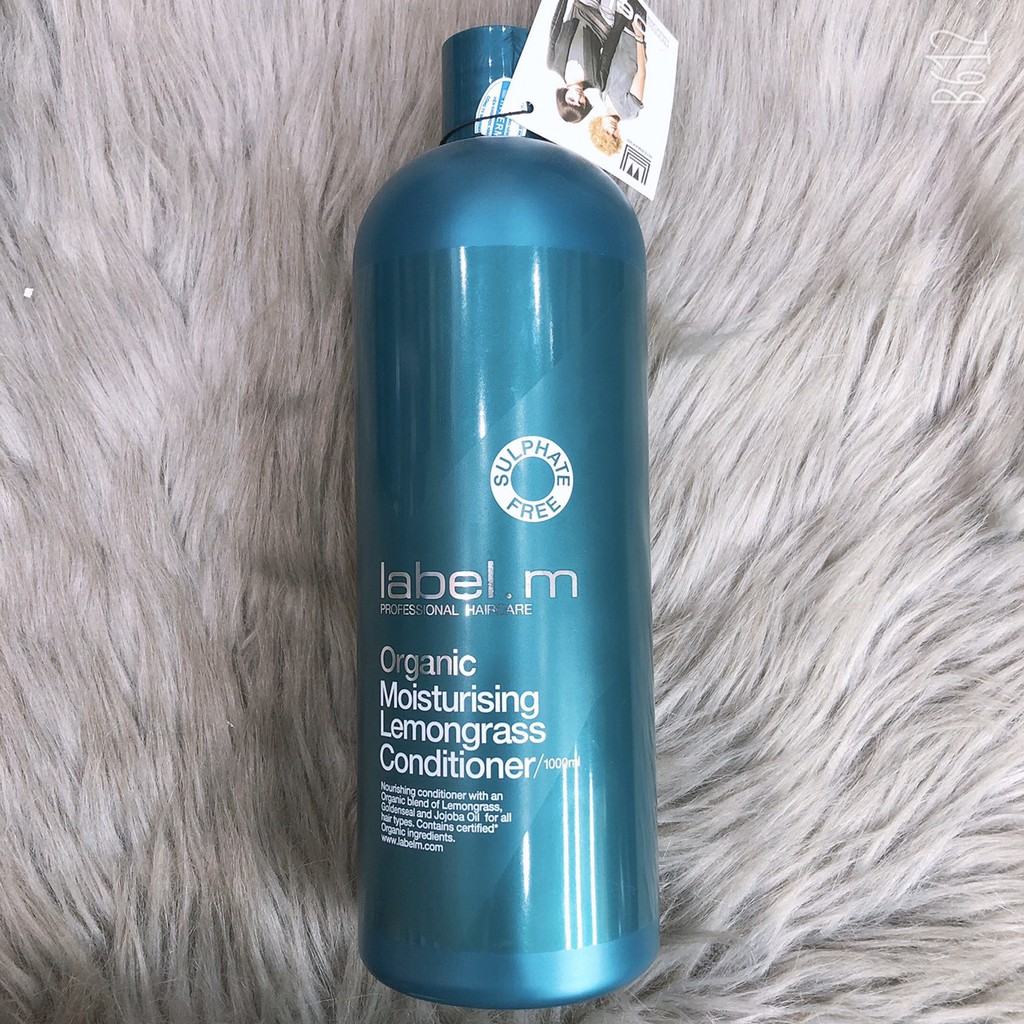 B612
SULPHATE
FREE
label.m
PROFESSIONAL HAIRCARE
Organic
Moisturising
Lemongrass
Conditioner/1000ml
Nourishing conditioner with an
Organic blend of Lemongrass,
Goldenseal and Jojoba Oil for all
hair types. Contains certified*
Organic ingredients.
www.labelm.com